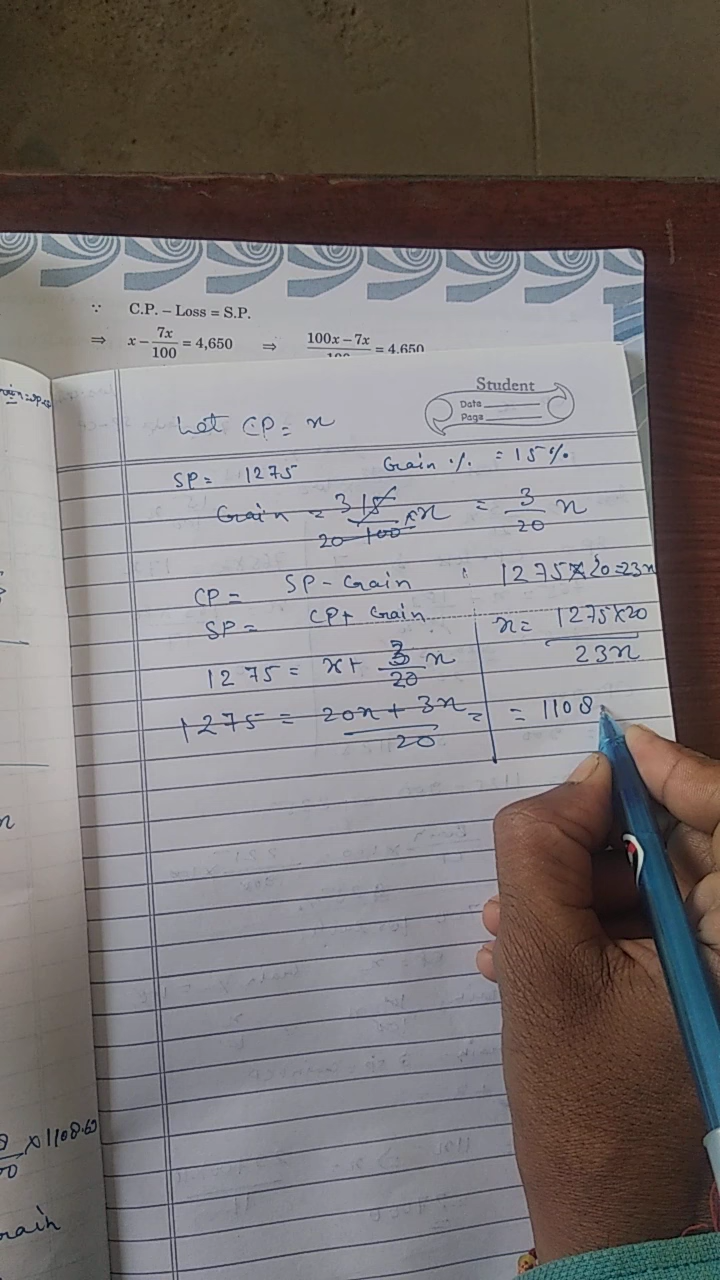 ∵ C.P. – Loss = S.P.
⇒ x – 7x/100 = 4,650 ⇒ 100x – 7x/100 = 4,650
Student
Date
Page
Let CP = x
SP = 1275 Gain % = 15%
Gain = 3 15/20 100 × x = 3/20 x
CP = SP - Gain
SP = CP + Gain
1275 = x + 3/20 x
1275 = 20x + 3x/20 =
1275 × 20 = 23x
x = 1275 × 20/23x
= 1108.
× 1108.60